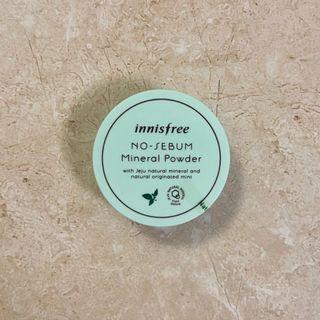 innisfree
NO-SEBUM
Mineral Powder
with Jeju natural mineral and
natural originated mint